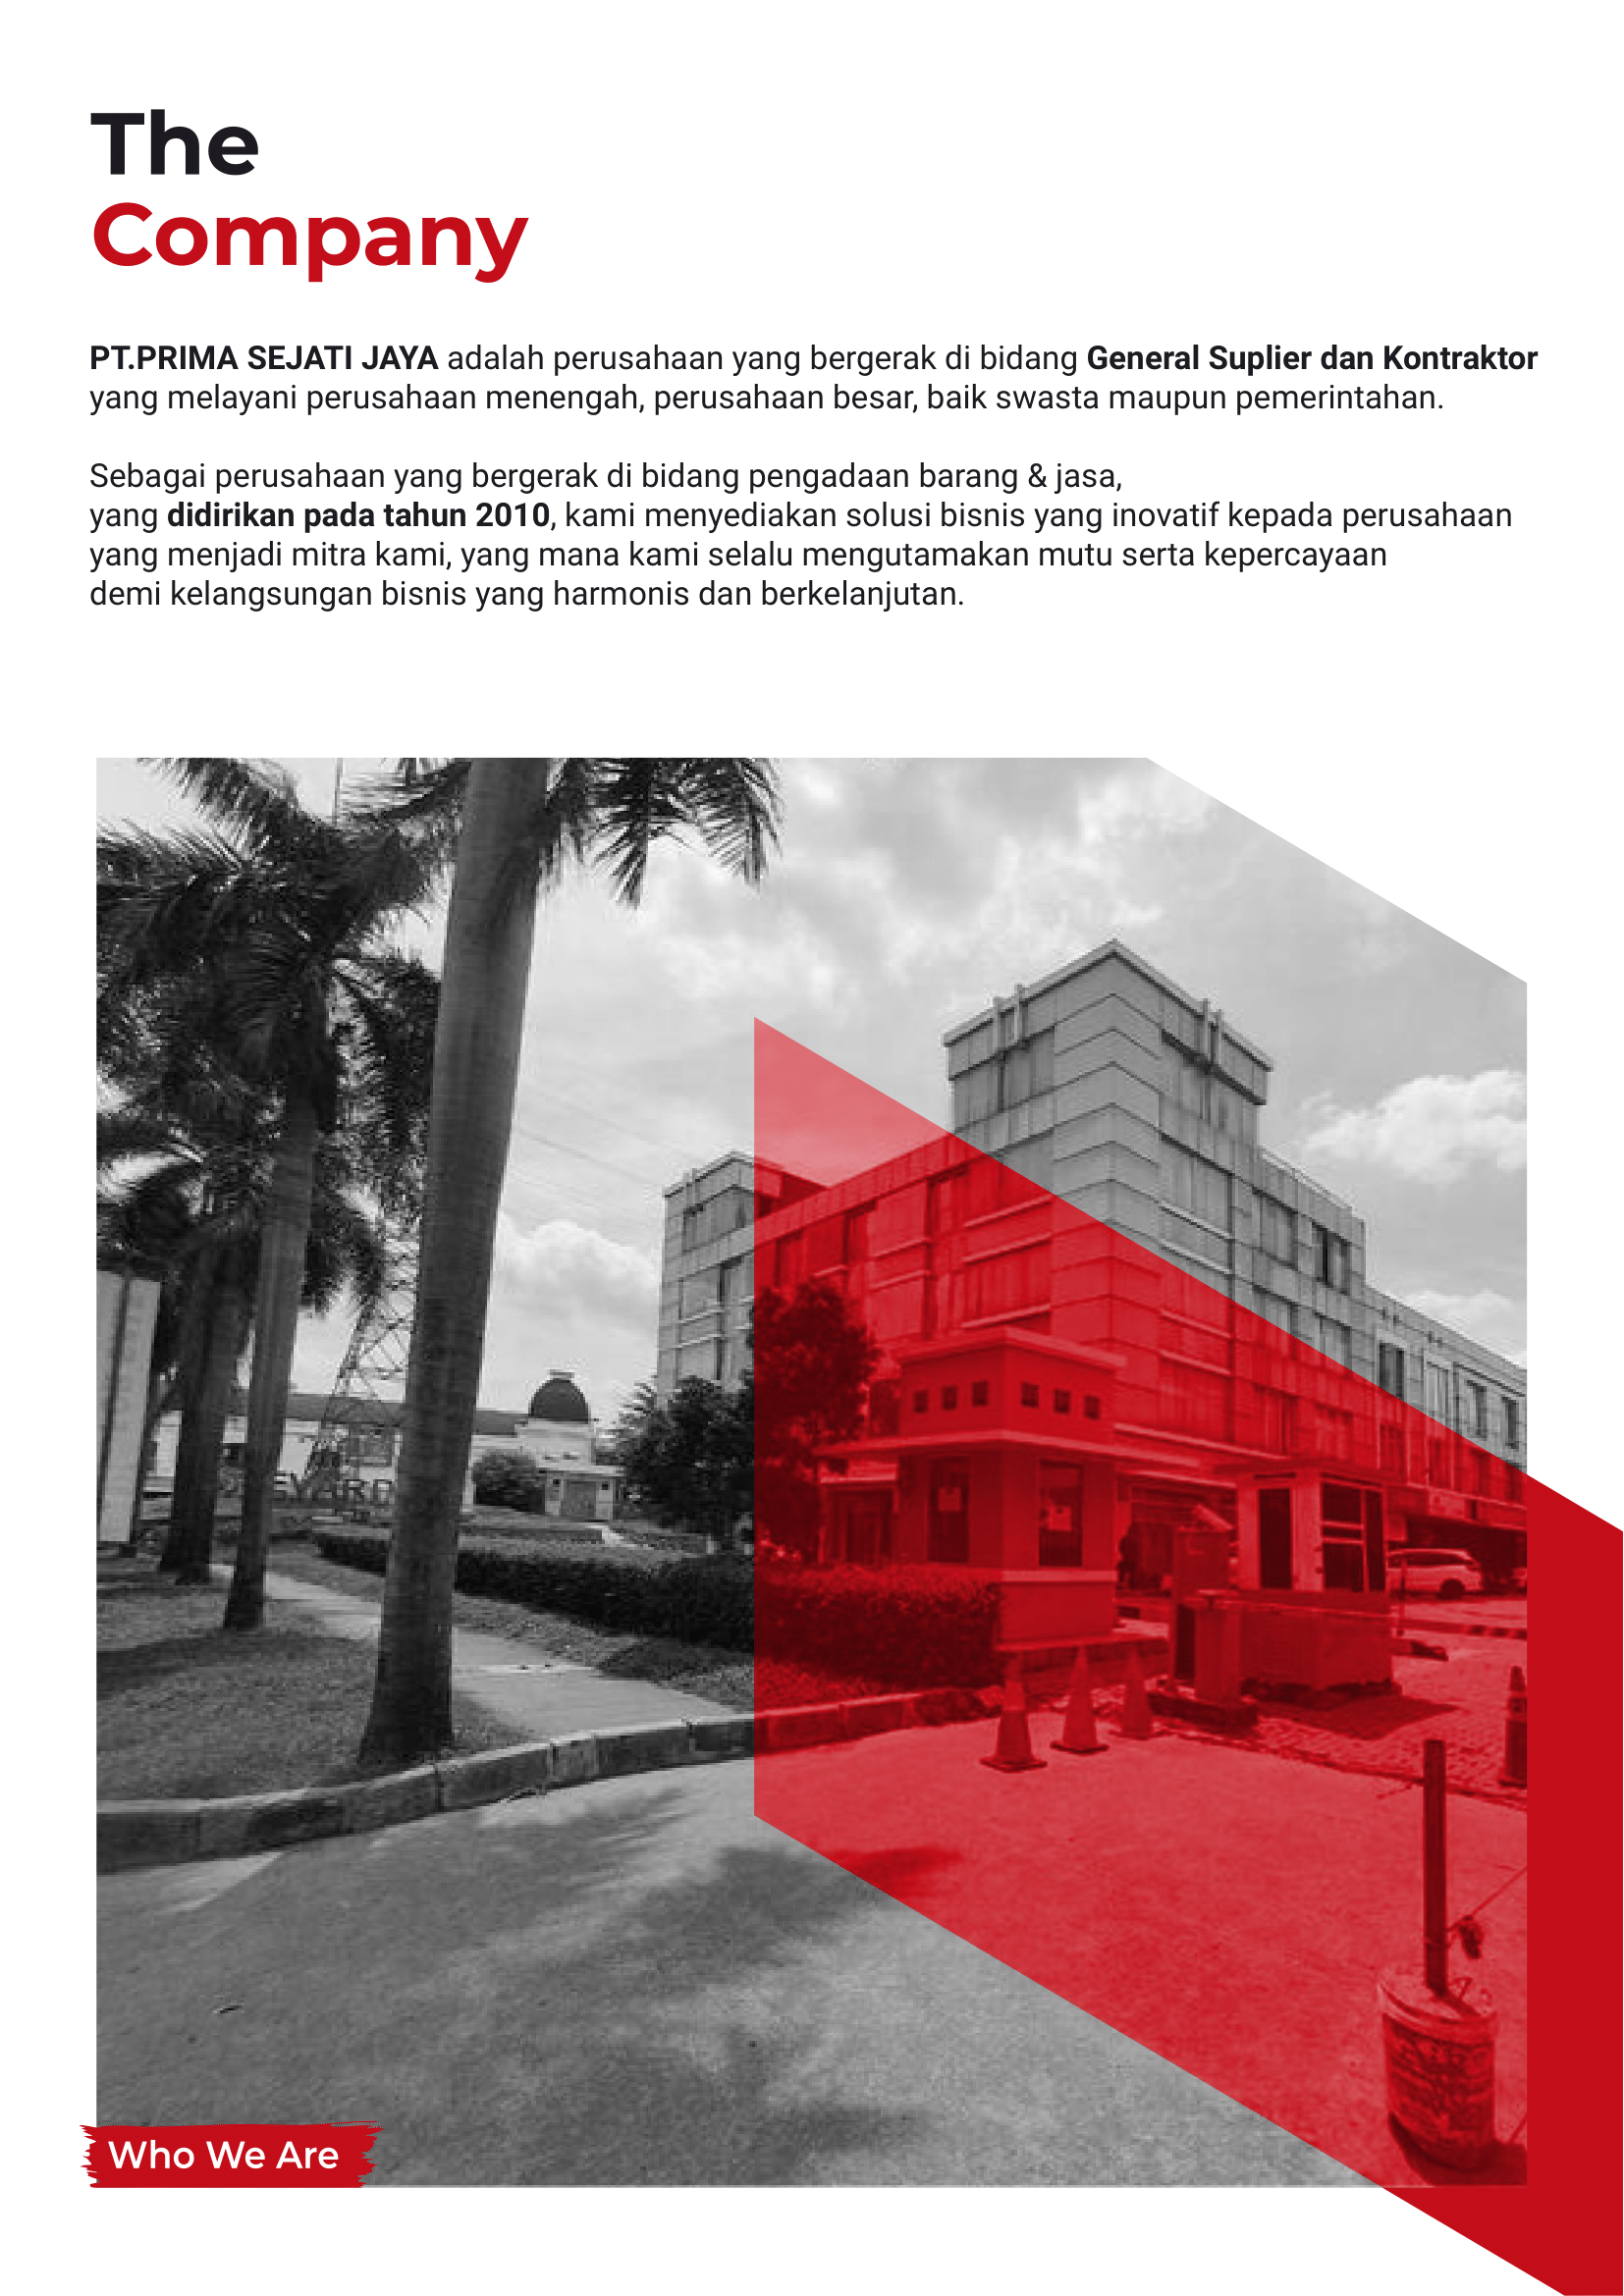 The
Company
PT.PRIMA SEJATI JAYA adalah perusahaan yang bergerak di bidang General Suplier dan Kontraktor
yang melayani perusahaan menengah, perusahaan besar, baik swasta maupun pemerintahan.
Sebagai perusahaan yang bergerak di bidang pengadaan barang & jasa,
yang didirikan pada tahun 2010, kami menyediakan solusi bisnis yang inovatif kepada perusahaan
yang menjadi mitra kami, yang mana kami selalu mengutamakan mutu serta kepercayaan
demi kelangsungan bisnis yang harmonis dan berkelanjutan.
Who We Are